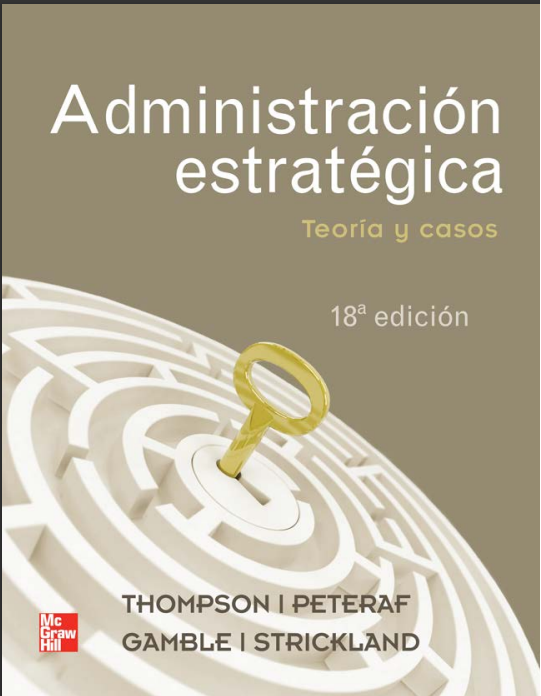 Administración
estratégica
Teoría y casos
18ª edición
THOMPSON | PETERAF
GAMBLE | STRICKLAND
Mc
Graw
Hill